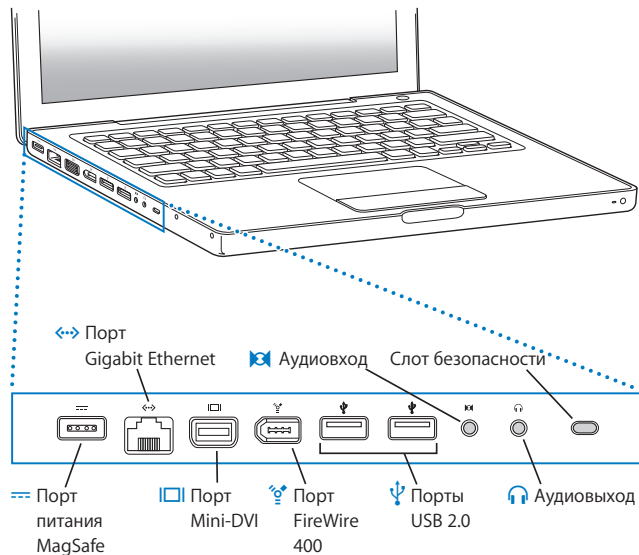 Порт
Gigabit Ethernet
Аудиовход
Слот безопасности
Порт
питания
MagSafe
Порт
Mini-DVI
Порт
FireWire
400
Порты
USB 2.0
Аудиовыход